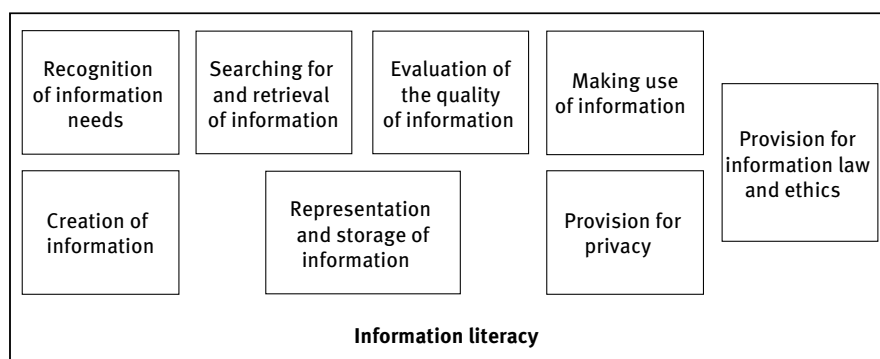 Recognition
of information
needs
Searching for
and retrieval
of information
Evaluation of
the quality
of information
Making use
of information
Provision for
information law
and ethics
Creation of
information
Representation
and storage of
information
Provision for
privacy
Information literacy